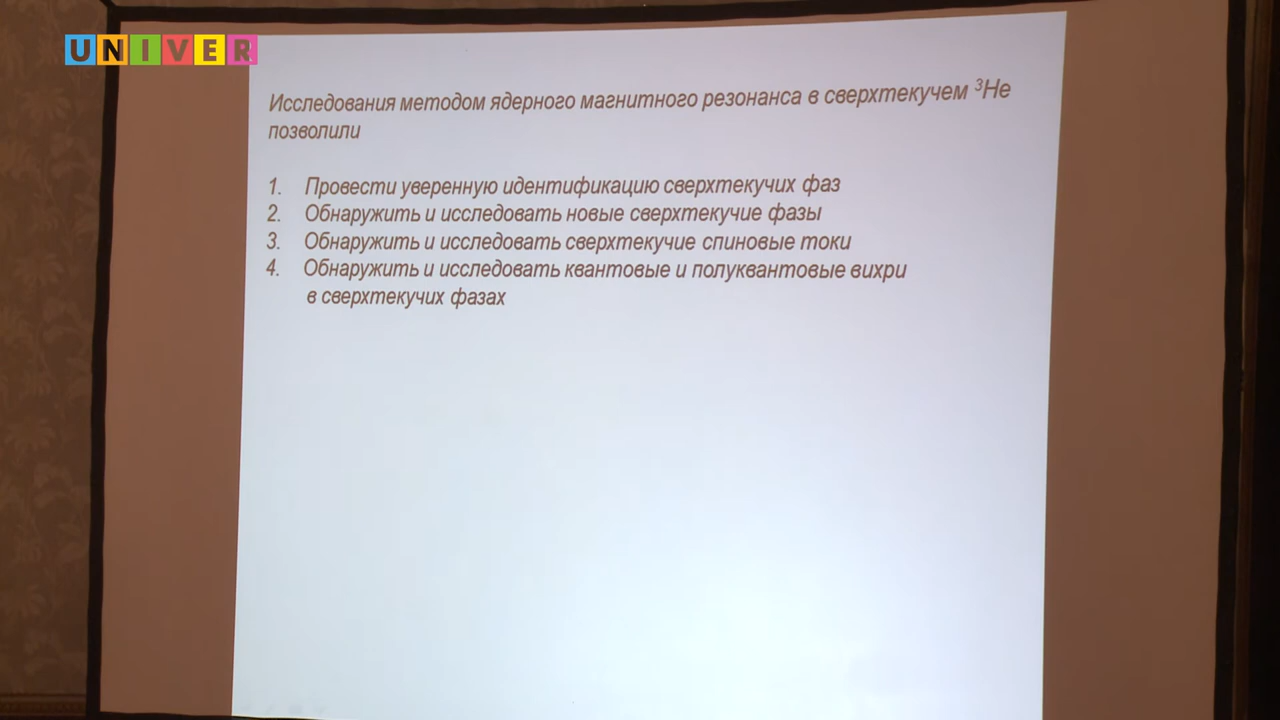 UNIVER
Исследования методом ядерного магнитного резонанса в сверхтекучем ³He
позволили
1. Провести уверенную идентификацию сверхтекучих фаз
2. Обнаружить и исследовать новые сверхтекучие фазы
3. Обнаружить и исследовать сверхтекучие спиновые токи
4. Обнаружить и исследовать квантовые и полуквантовые вихри
в сверхтекучих фазах